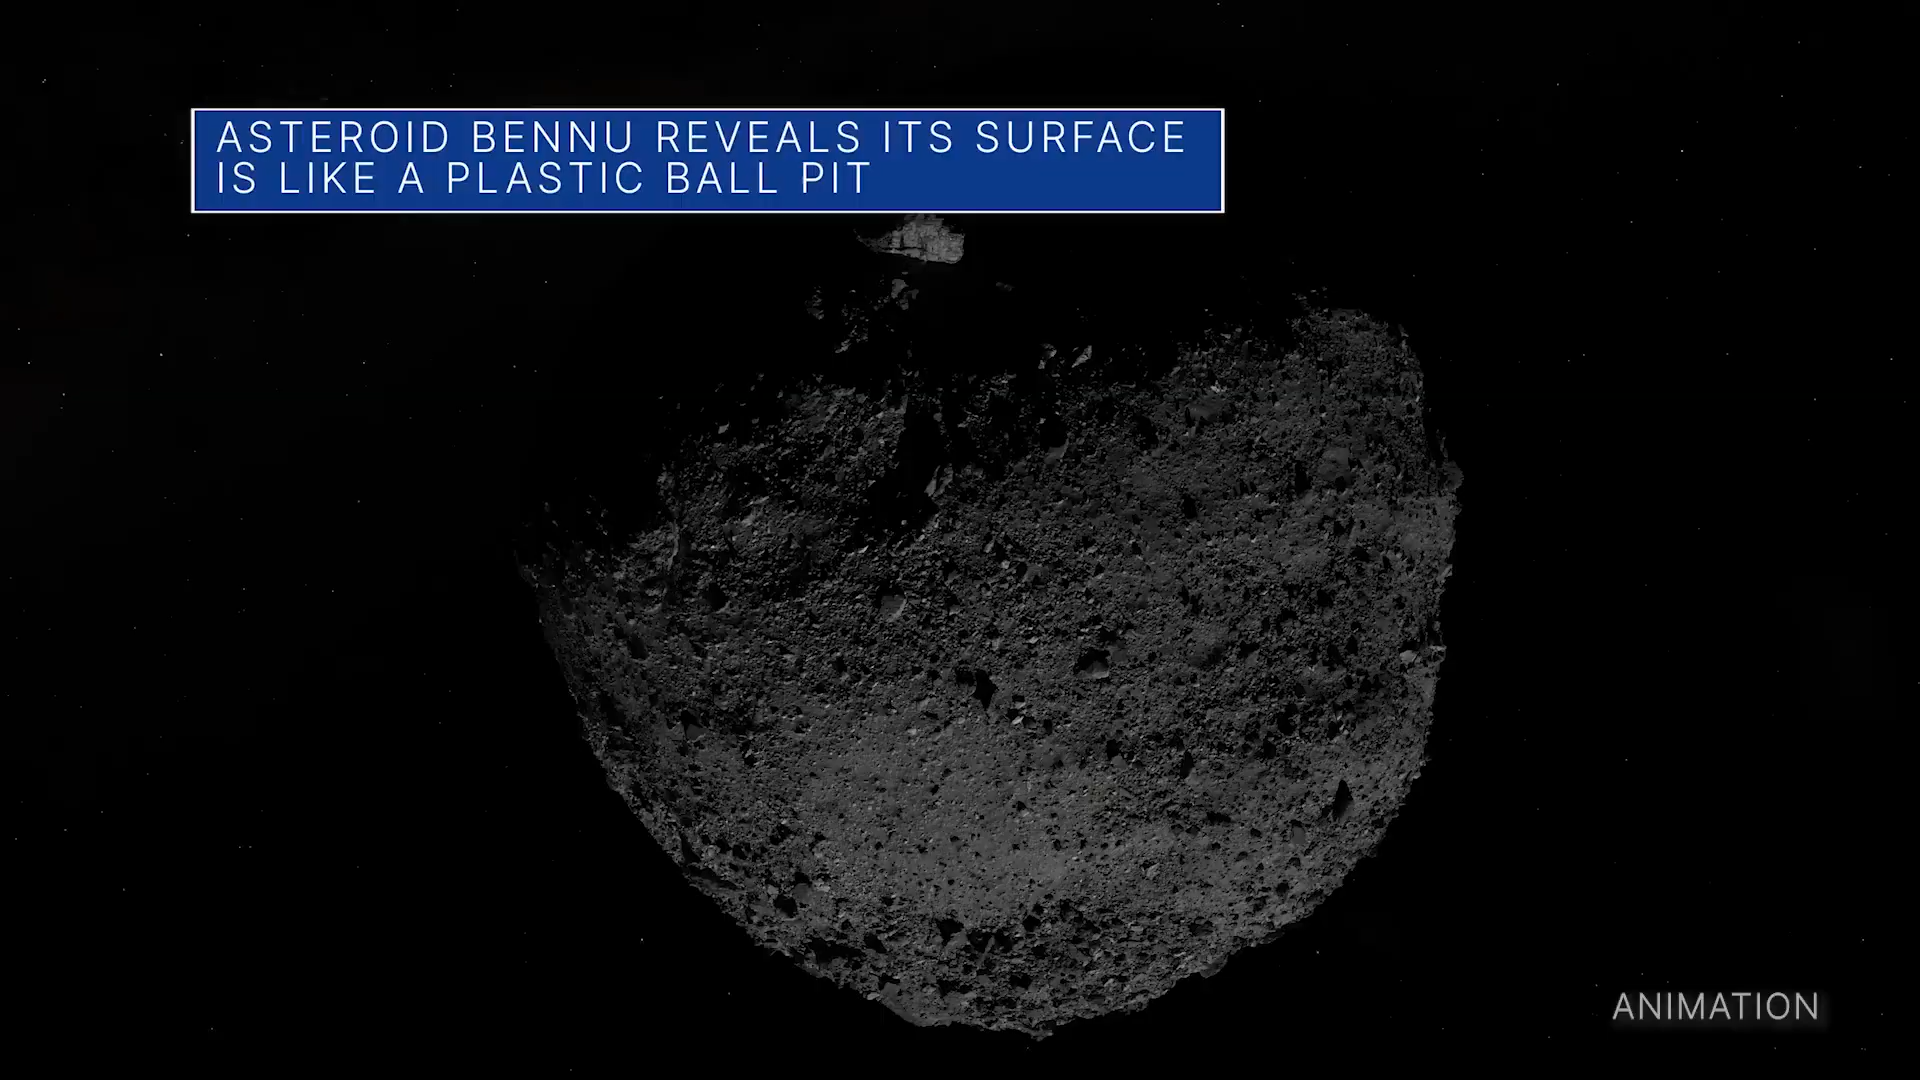 ASTEROID BENNU REVEALS ITS SURFACE
IS LIKE A PLASTIC BALL PIT
ANIMATION